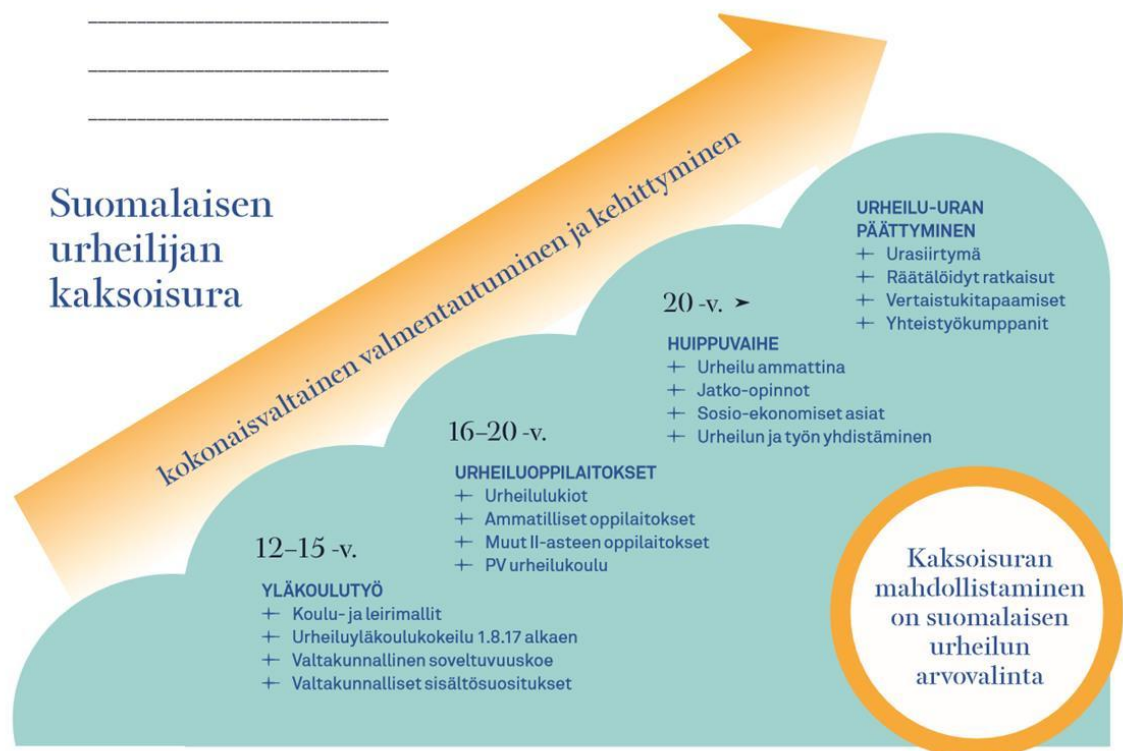 Suomalaisen
urheilijan
kaksoisura
kokonaisvaltainen valmentautuminen ja kehittyminen
12–15 -v.
YLÄKOULUTYÖ
+ Koulu- ja leirimallit
+ Urheiluyläkoulukokeilu 1.8.17 alkaen
+ Valtakunnallinen soveltuvuuskoe
+ Valtakunnalliset sisältösuositukset
16–20 -v.
URHEILUOPPILAITOKSET
+ Urheilulukiot
+ Ammatilliset oppilaitokset
+ Muut II-asteen oppilaitokset
+ PV urheilukoulu
20 -v. ➤
HUIPPUVAIHE
+ Urheilu ammattina
+ Jatko-opinnot
+ Sosio-ekonomiset asiat
+ Urheilun ja työn yhdistäminen
URHEILU-URAN
PÄÄTTYMINEN
+ Urasiirtymä
+ Räätälöidyt ratkaisut
+ Vertaistukitapaamiset
+ Yhteistyökumppanit
Kaksoisuran
mahdollistaminen
on suomalaisen
urheilun
arvovalinta